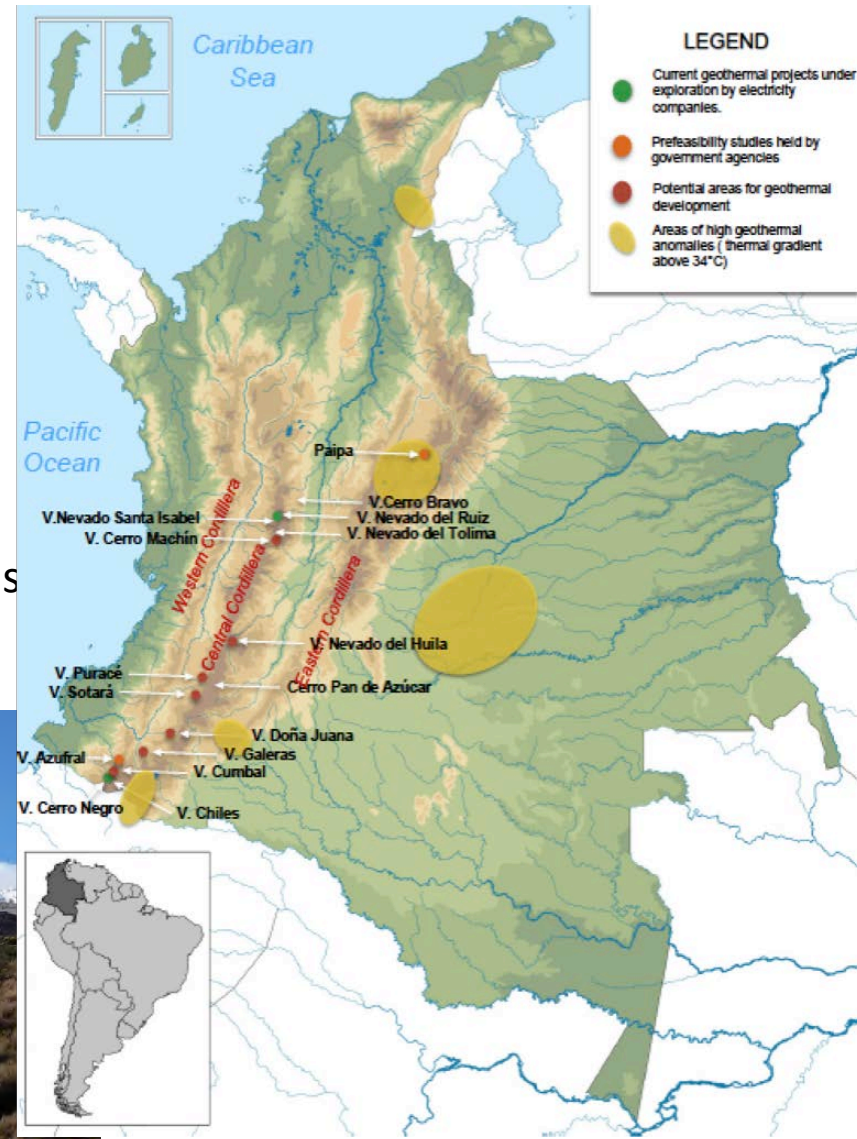 Caribbean
Sea
LEGEND
Current geothermal projects under
exploration by electricity
companies.
Prefeasibility studies held by
government agencies
Potential areas for geothermal
development
Areas of high geothermal
anomalies ( thermal gradient
above 34°C)
Pacific
Ocean
Paipa
V.Cerro Bravo
V.Nevado Santa Isabel
V. Nevado del Ruiz
V. Cerro Machín
V. Nevado del Tolima
Western Cordillera
Central Cordillera
Eastern Cordillera
s
V. Nevado del Huila
V. Puracé
Cerro Pan de Azúcar
V. Sotará
V. Doña Juana
V. Azufral
V. Galeras
V. Cumbal
V. Cerro Negro
V. Chiles